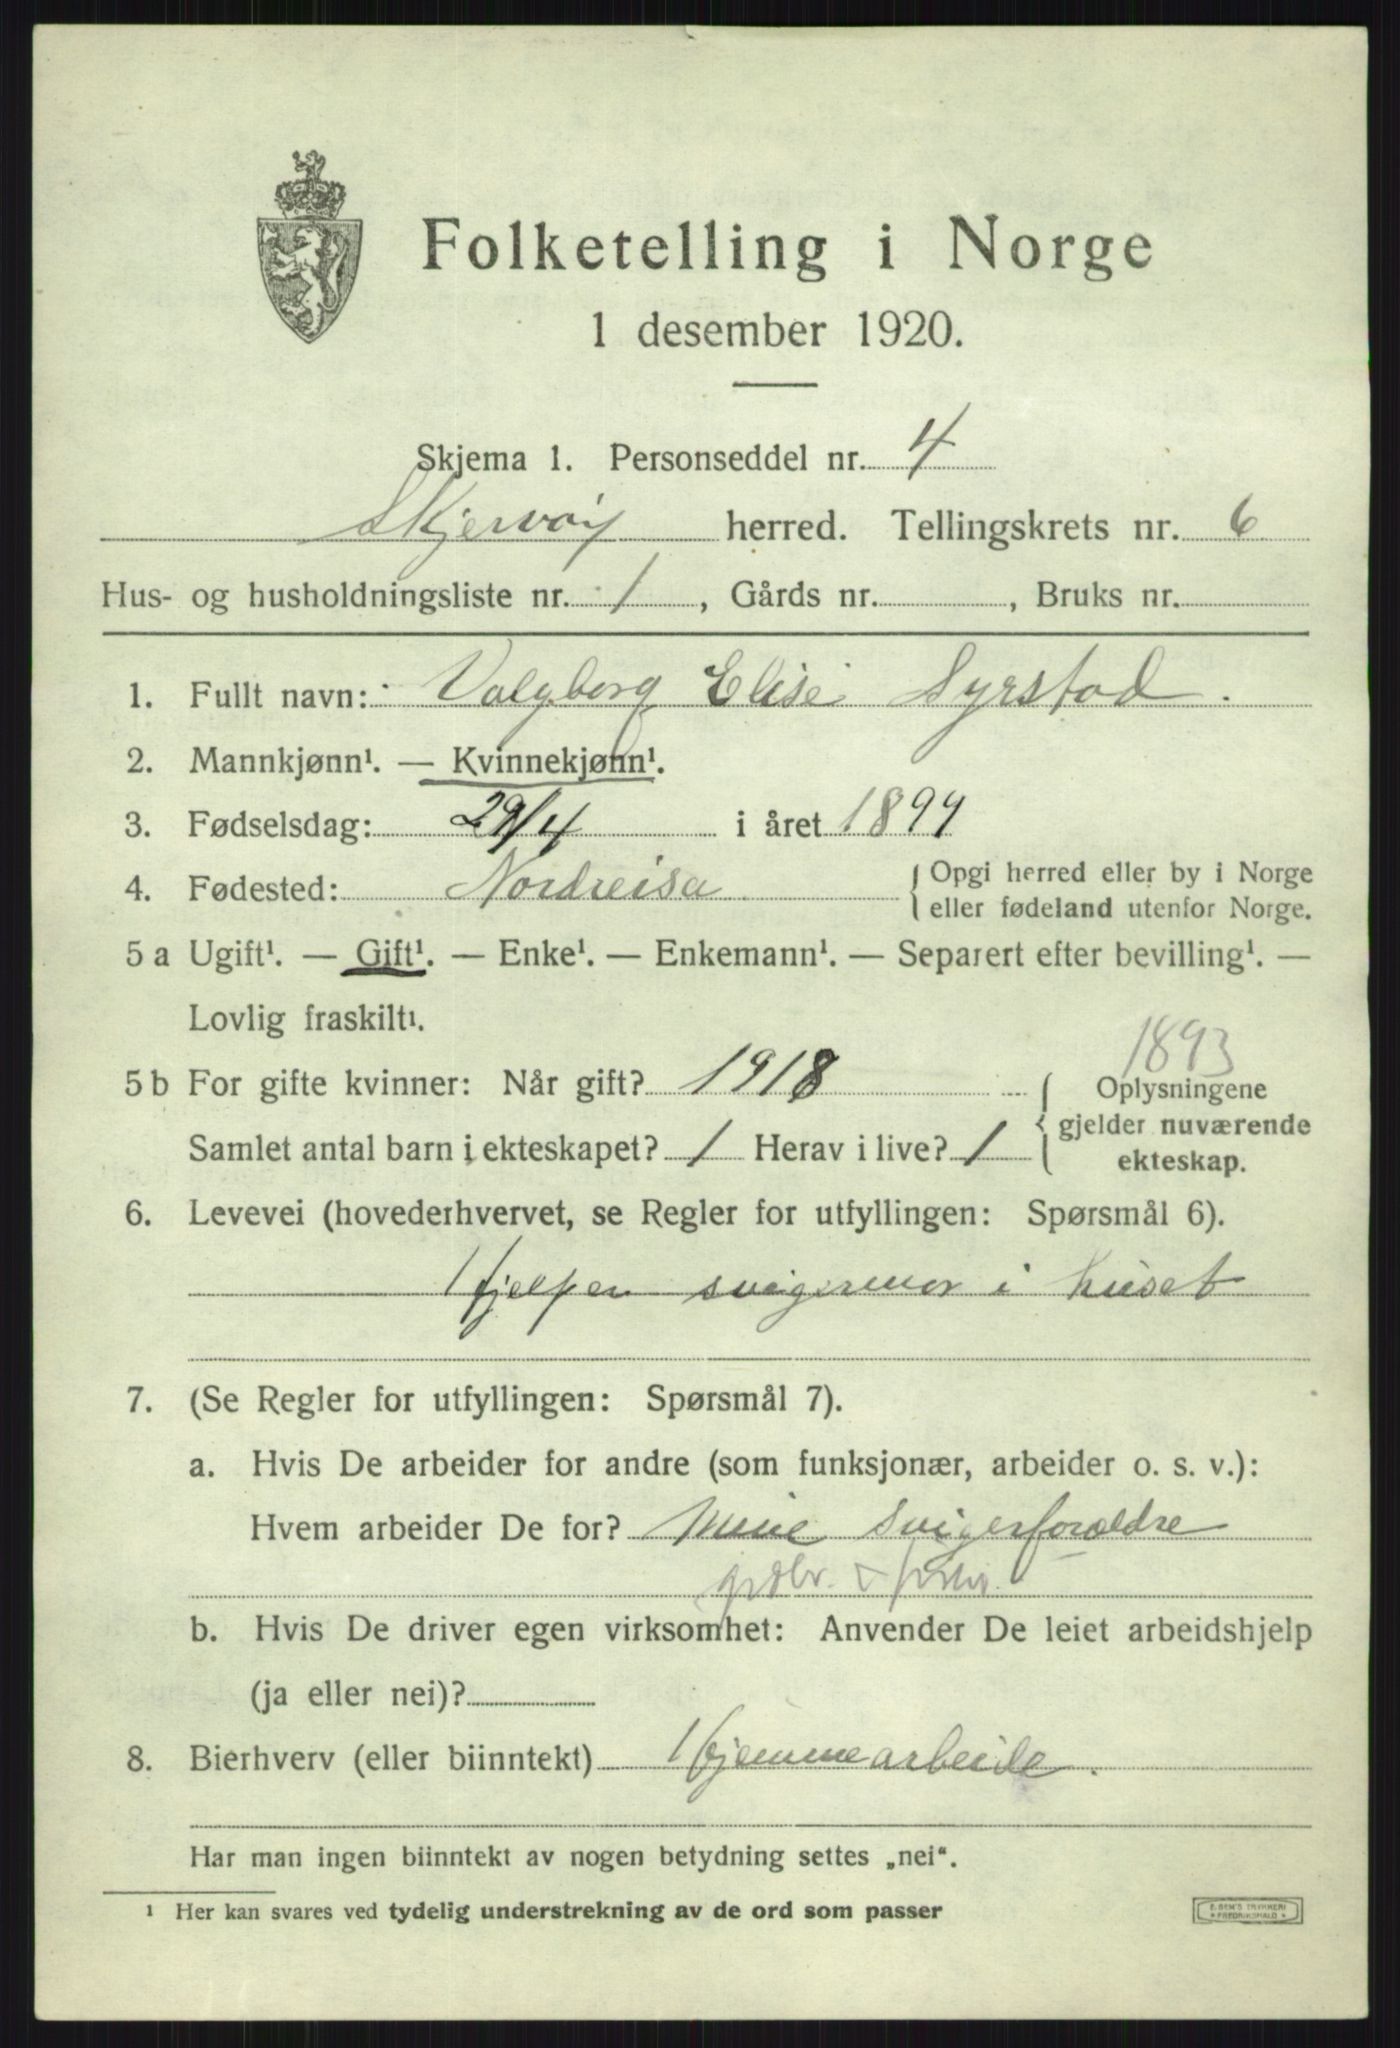 Folketelling i Norge
1 desember 1920.
Skjema 1. Personseddel nr. 4
Skjervøy herred. Tellingskrets nr. 6
Hus- og husholdningsliste nr. 1, Gårds nr. , Bruks nr.
1. Fullt navn: Valgborg Elise Syrstad.
2. Mannkjønn¹. — Kvinnekjønn¹.
3. Fødselsdag: 29/4 i året 1894
4. Fødested: Nordreisa { Opgi herred eller by i Norge
eller fødeland utenfor Norge.
5 a Ugift¹. — Gift¹. — Enke¹. — Enkemann¹. — Separert efter bevilling¹. —
Lovlig fraskilt¹.
1893
5 b For gifte kvinner: Når gift? 1918 { Oplysningene
gjelder nuværende
ekteskap.
Samlet antal barn i ekteskapet? 1 Herav i live? 1
6. Levevei (hovederhvervet, se Regler for utfyllingen: Spørsmål 6).
Hjelper svigermor i huset
7. (Se Regler for utfyllingen: Spørsmål 7).
a. Hvis De arbeider for andre (som funksjonær, arbeider o. s. v.):
Hvem arbeider De for? Mine Svigerforældre
grdbr.
b. Hvis De driver egen virksomhet: Anvender De leiet arbeidshjelp
(ja eller nei)?
8. Bierhverv (eller biinntekt) Hjemmearbeide.
Har man ingen biinntekt av nogen betydning settes „nei“.
¹ Her kan svares ved tydelig understrekning av de ord som passer
E. SEM'S TRYKKERI
FREDRIKSHALD